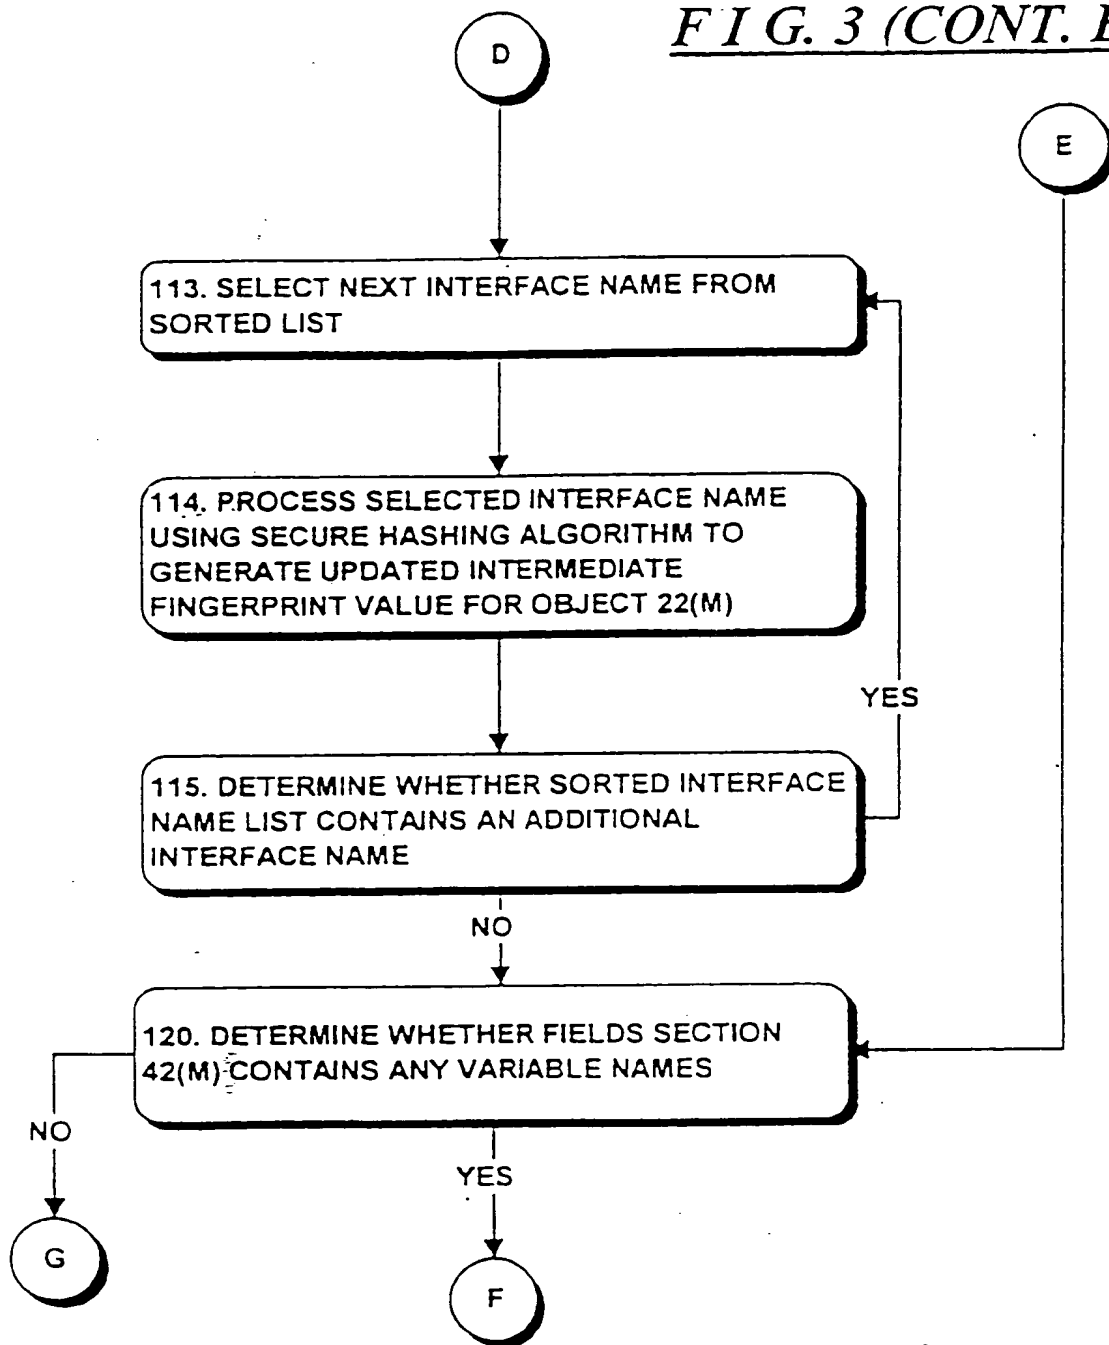 F I G. 3 (CONT. B
D
E
113. SELECT NEXT INTERFACE NAME FROM
SORTED LIST
114. PROCESS SELECTED INTERFACE NAME
USING SECURE HASHING ALGORITHM TO
GENERATE UPDATED INTERMEDIATE
FINGERPRINT VALUE FOR OBJECT 22(M)
YES
115. DETERMINE WHETHER SORTED INTERFACE
NAME LIST CONTAINS AN ADDITIONAL
INTERFACE NAME
NO
120. DETERMINE WHETHER FIELDS SECTION
42(M) CONTAINS ANY VARIABLE NAMES
NO
YES
G
F